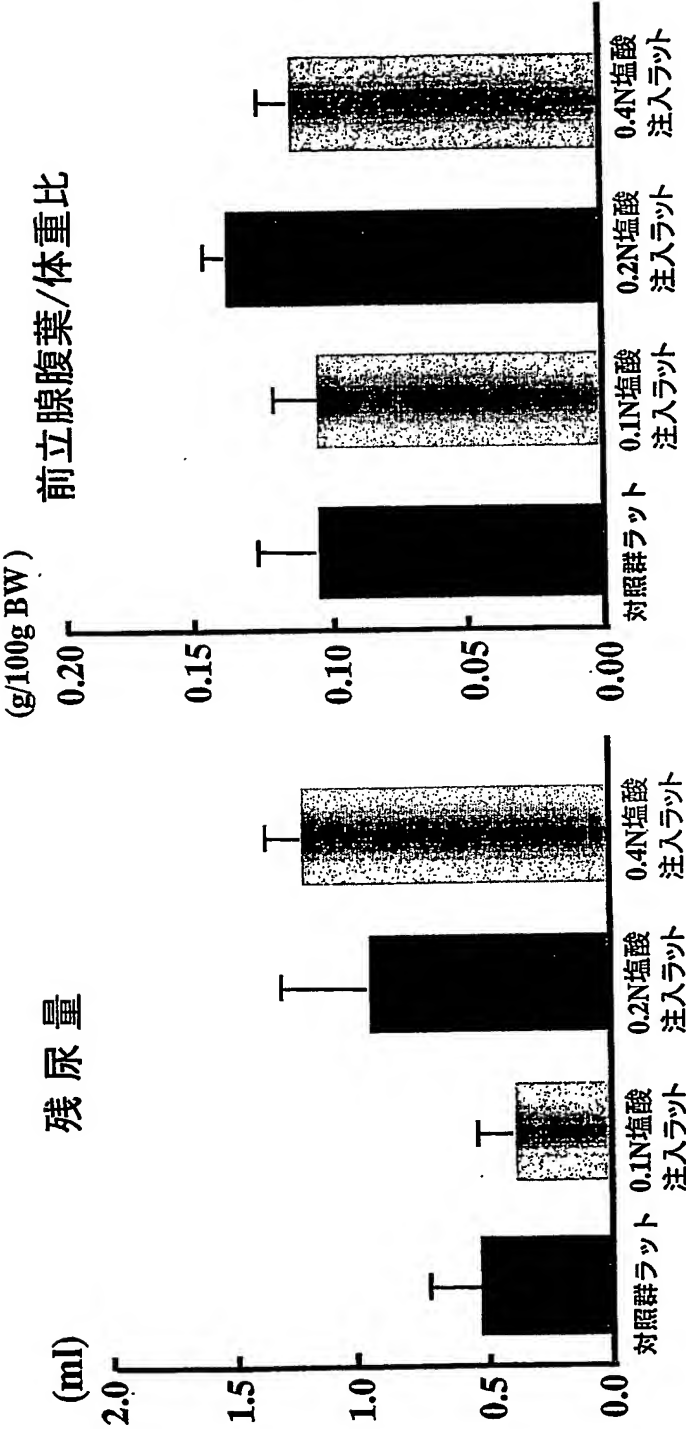 残尿量
(ml)
2.0
1.5
1.0
0.5
0.0
対照群ラット
0.1N塩酸
注入ラット
0.2N塩酸
注入ラット
0.4N塩酸
注入ラット
前立腺腹葉/体重比
(g/100g BW)
0.20
0.15
0.10
0.05
0.00
対照群ラット
0.1N塩酸
注入ラット
0.2N塩酸
注入ラット
0.4N塩酸
注入ラット